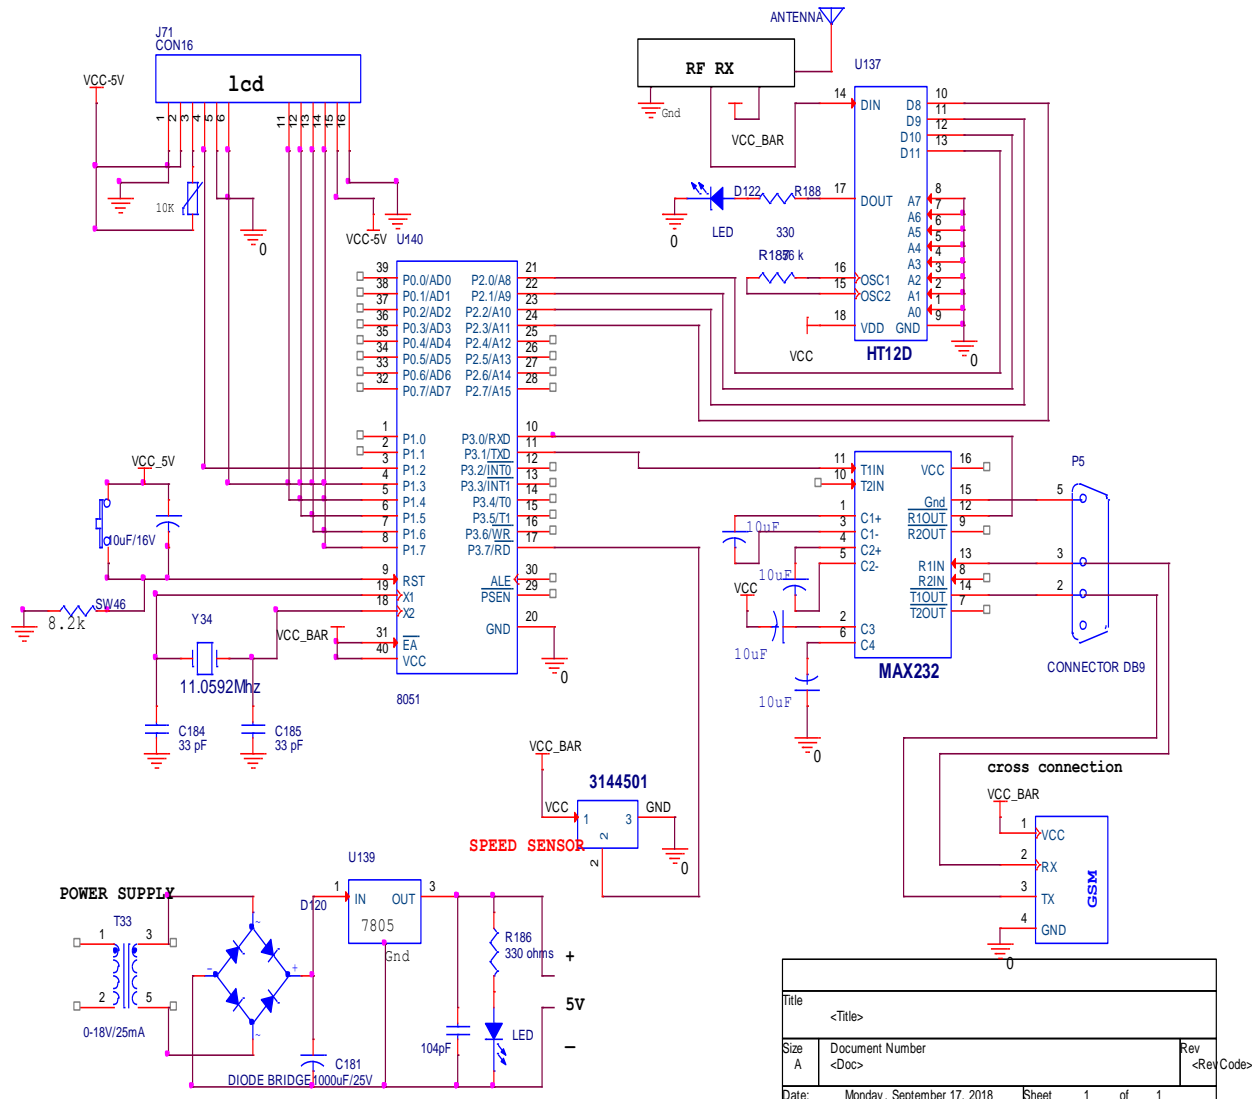 J71
CON16
lcd
VCC-5V
1
2
3
4
5
6
11
12
13
14
15
16
10K
0
VCC-5V
ANTENNA
RF RX
Gnd
VCC_BAR
U137
14 DIN D8 10
D9 11
D10 12
D11 13
17 DOUT A7 8
A6 7
A5 6
A4 5
A3 4
A2 3
A1 2
A0 1
16 OSC1
15 OSC2
18 VDD GND 9
HT12D
VCC
0
D122 R188
LED 330
0
R187 56 k
U140
39 P0.0/AD0 P2.0/A8 21
38 P0.1/AD1 P2.1/A9 22
37 P0.2/AD2 P2.2/A10 23
36 P0.3/AD3 P2.3/A11 24
35 P0.4/AD4 P2.4/A12 25
34 P0.5/AD5 P2.5/A13 26
33 P0.6/AD6 P2.6/A14 27
32 P0.7/AD7 P2.7/A15 28
1 P1.0 P3.0/RXD 10
2 P1.1 P3.1/TXD 11
3 P1.2 P3.2/INT0 12
4 P1.3 P3.3/INT1 13
5 P1.4 P3.4/T0 14
6 P1.5 P3.5/T1 15
7 P1.6 P3.6/WR 16
8 P1.7 P3.7/RD 17
9 RST ALE 30
19 X1 PSEN 29
18 X2
31 EA GND 20
40 VCC
8051
0
VCC_5V
10uF/16V
SW46
8.2k
Y34
11.0592Mhz
VCC_BAR
C184
33 pF
C185
33 pF
11 T1IN VCC 16
10 T2IN
1 C1+ Gnd 15
3 C1- R1OUT 12
4 C2+ R2OUT 9
5 C2- R1IN 13
R2IN 8
T1OUT 14
T2OUT 7
2 C3
6 C4
MAX232
10uF
10uF
VCC
10uF
10uF
0
P5
5
3
2
CONNECTOR DB9
cross connection
VCC_BAR
1 VCC
2 RX
3 TX
4 GND
GSM
0
VCC_BAR
3144501
VCC 1 2 3 GND
2
0
SPEED SENSOR
POWER SUPPLY
T33
1 3
2 5
0-18V/25mA
~
- +
~
D120
DIODE BRIDGE
C181
1000uF/25V
U139
1 IN OUT 3
7805
Gnd
R186
330 ohms
104pF
LED
+
5V
-
Title
<Title>
Size Document Number Rev
A <Doc> <RevCode>
Date: Monday, September 17, 2018 Sheet 1 of 1